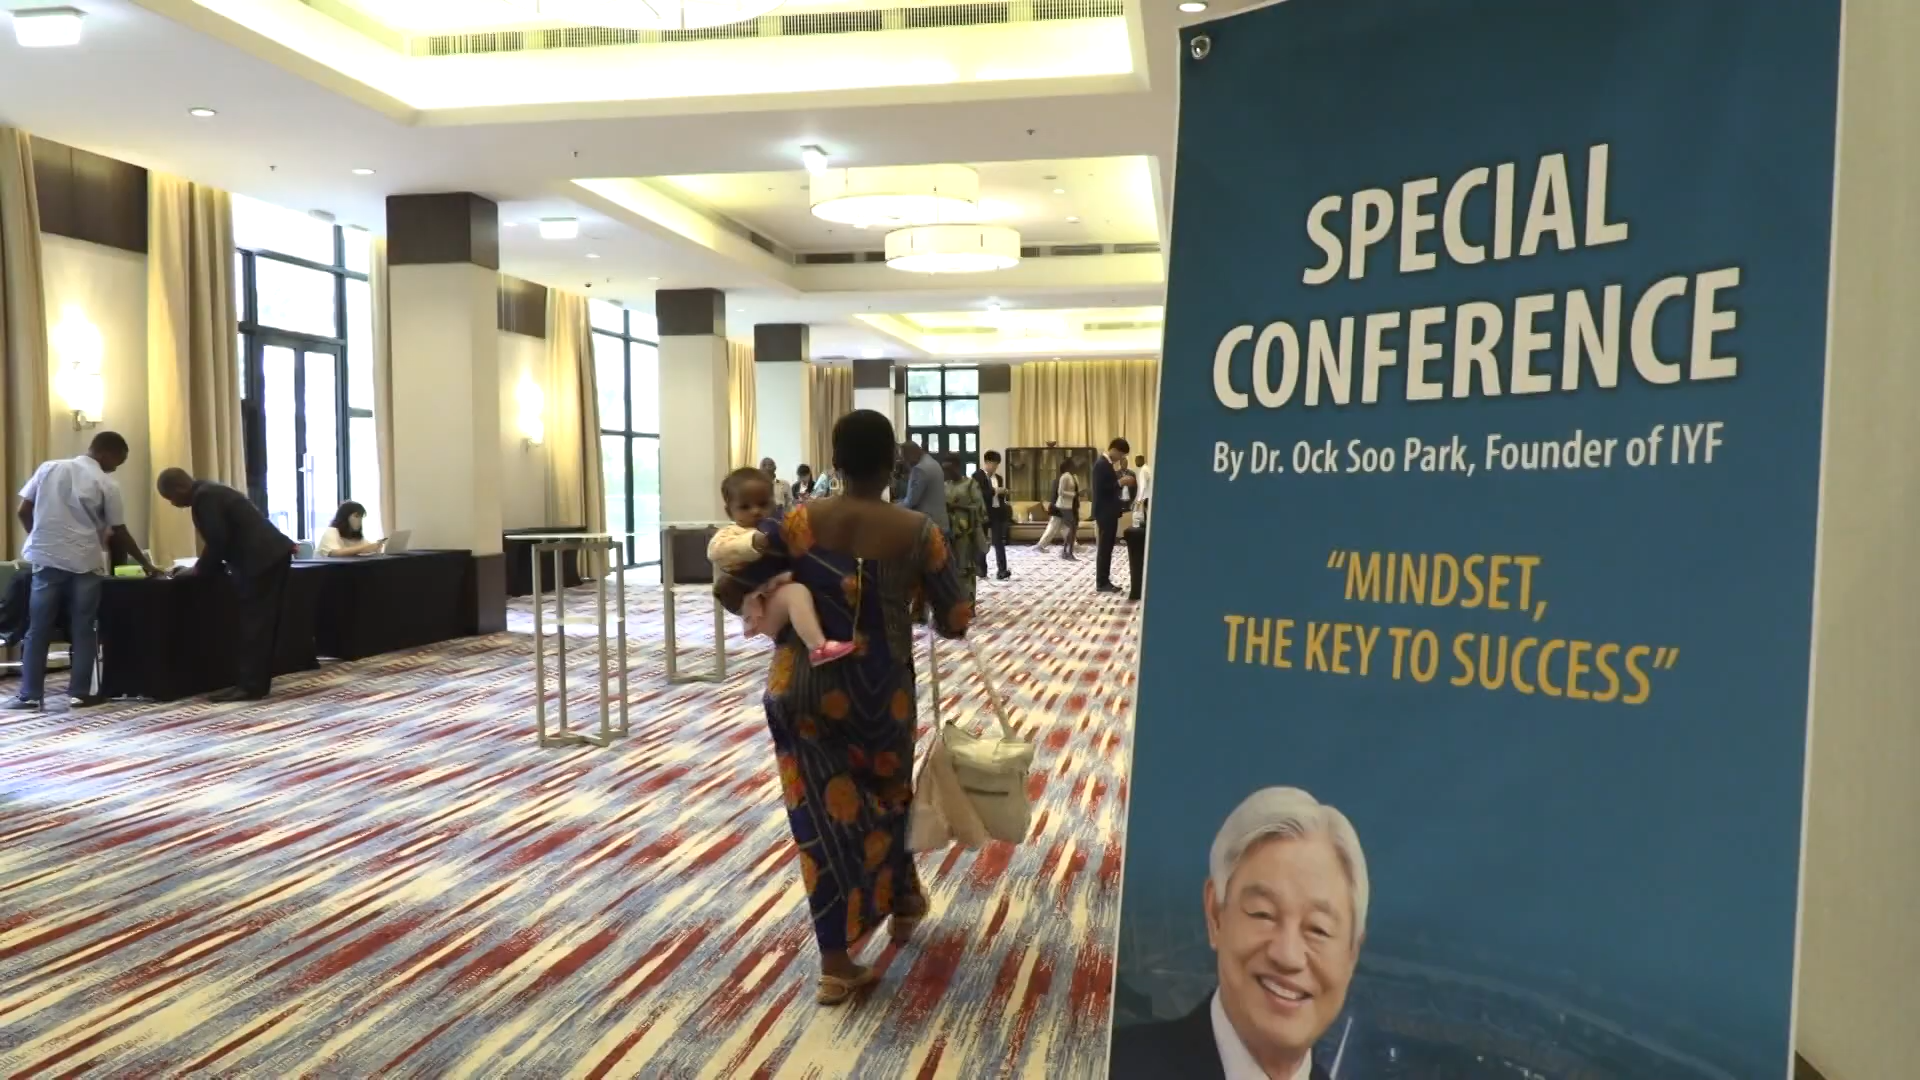 SPECIAL
CONFERENCE
By Dr. Ock Soo Park, Founder of IYF
“MINDSET,
THE KEY TO SUCCESS”